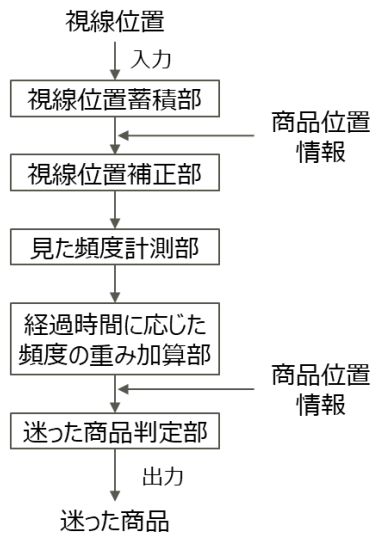 視線位置
入力
視線位置蓄積部
商品位置
情報
視線位置補正部
見た頻度計測部
経過時間に応じた
頻度の重み加算部
商品位置
情報
迷った商品判定部
出力
迷った商品